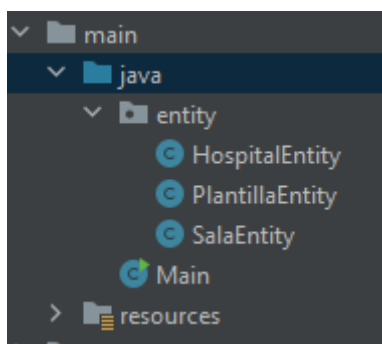 main
java
entity
HospitalEntity
PlantillaEntity
SalaEntity
Main
resources